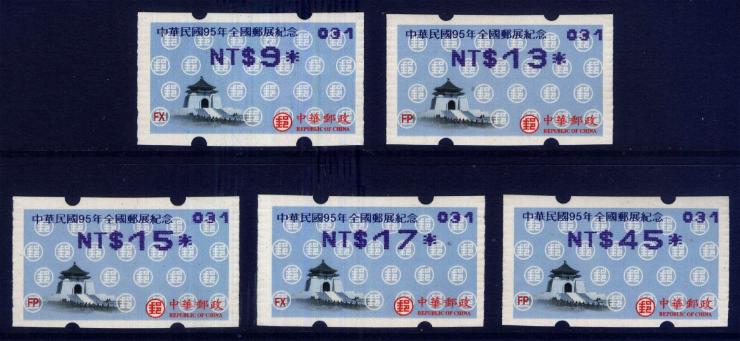 中華民國95年全國郵展紀念 031
NT$9*
FX
郵 中華郵政
REPUBLIC OF CHINA
中華民國95年全國郵展紀念 031
NT$13*
FP
郵 中華郵政
REPUBLIC OF CHINA
中華民國95年全國郵展紀念 031
NT$15*
FP
郵 中華郵政
REPUBLIC OF CHINA
中華民國95年全國郵展紀念 031
NT$17*
FX
郵 中華郵政
REPUBLIC OF CHINA
中華民國95年全國郵展紀念 031
NT$45*
FP
郵 中華郵政
REPUBLIC OF CHINA